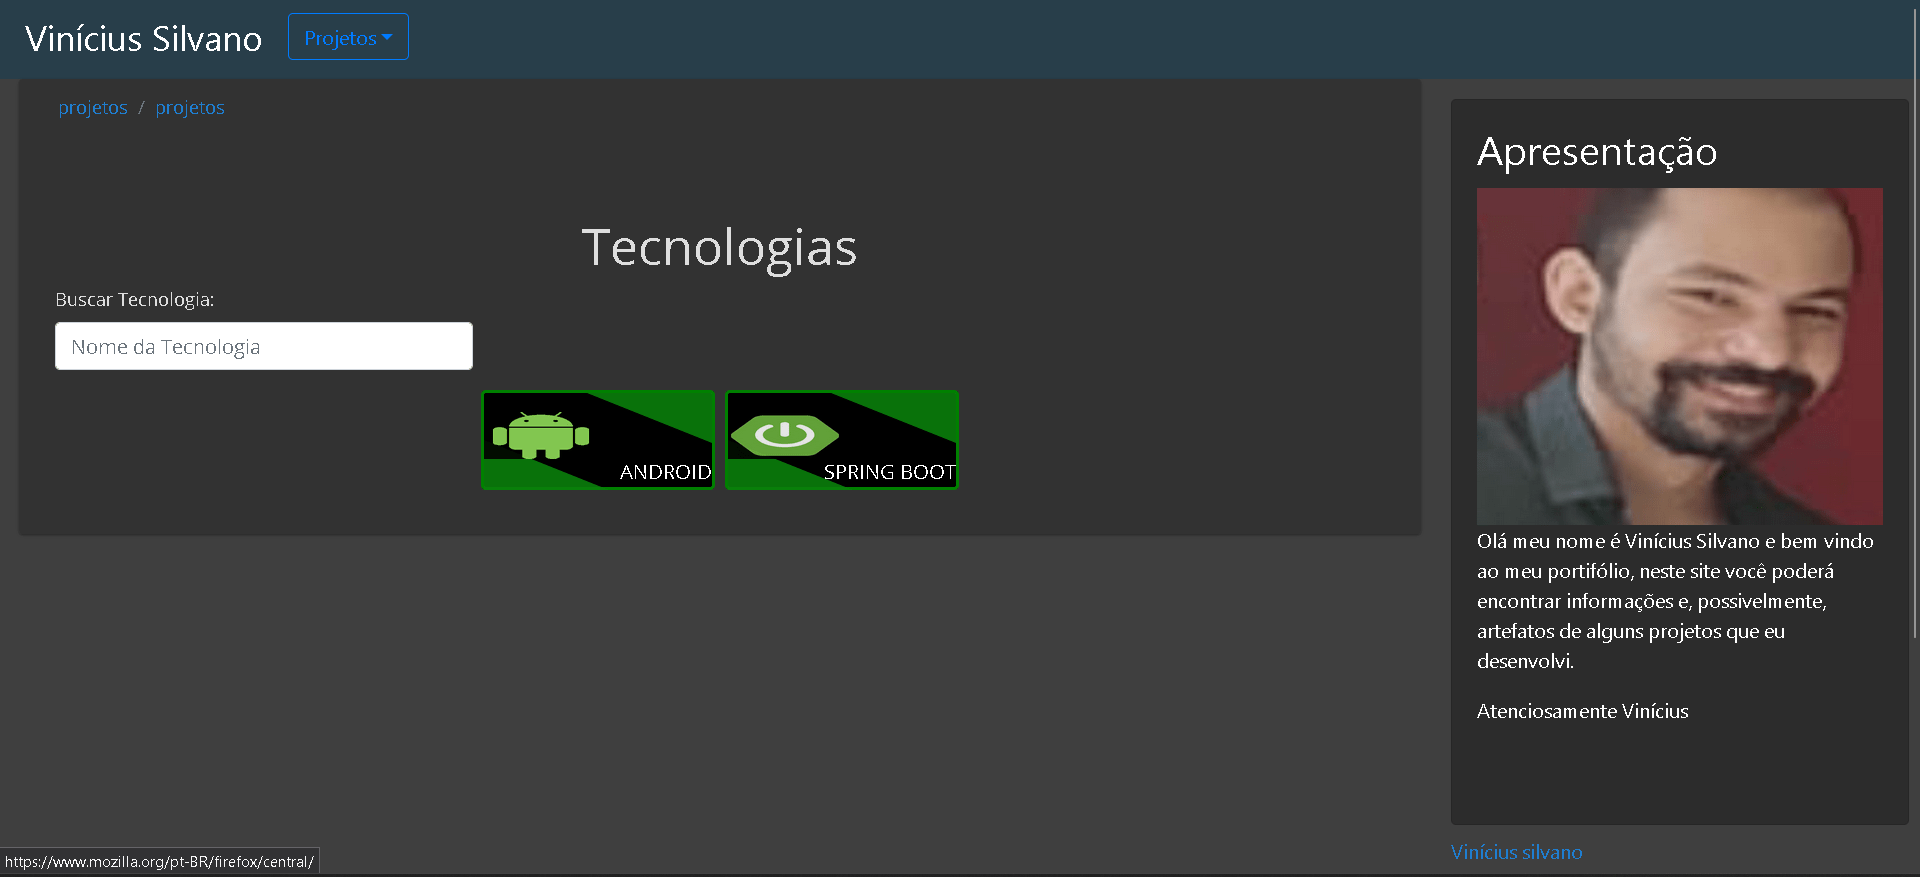 Vinícius Silvano
Projetos
projetos / projetos
Tecnologias
Buscar Tecnologia:
Nome da Tecnologia
ANDROID
SPRING BOOT
Apresentação
Olá meu nome é Vinícius Silvano e bem vindo
ao meu portifólio, neste site você poderá
encontrar informações e, possivelmente,
artefatos de alguns projetos que eu
desenvolvi.
Atenciosamente Vinícius
Vinícius silvano
https://www.mozilla.org/pt-BR/firefox/central/